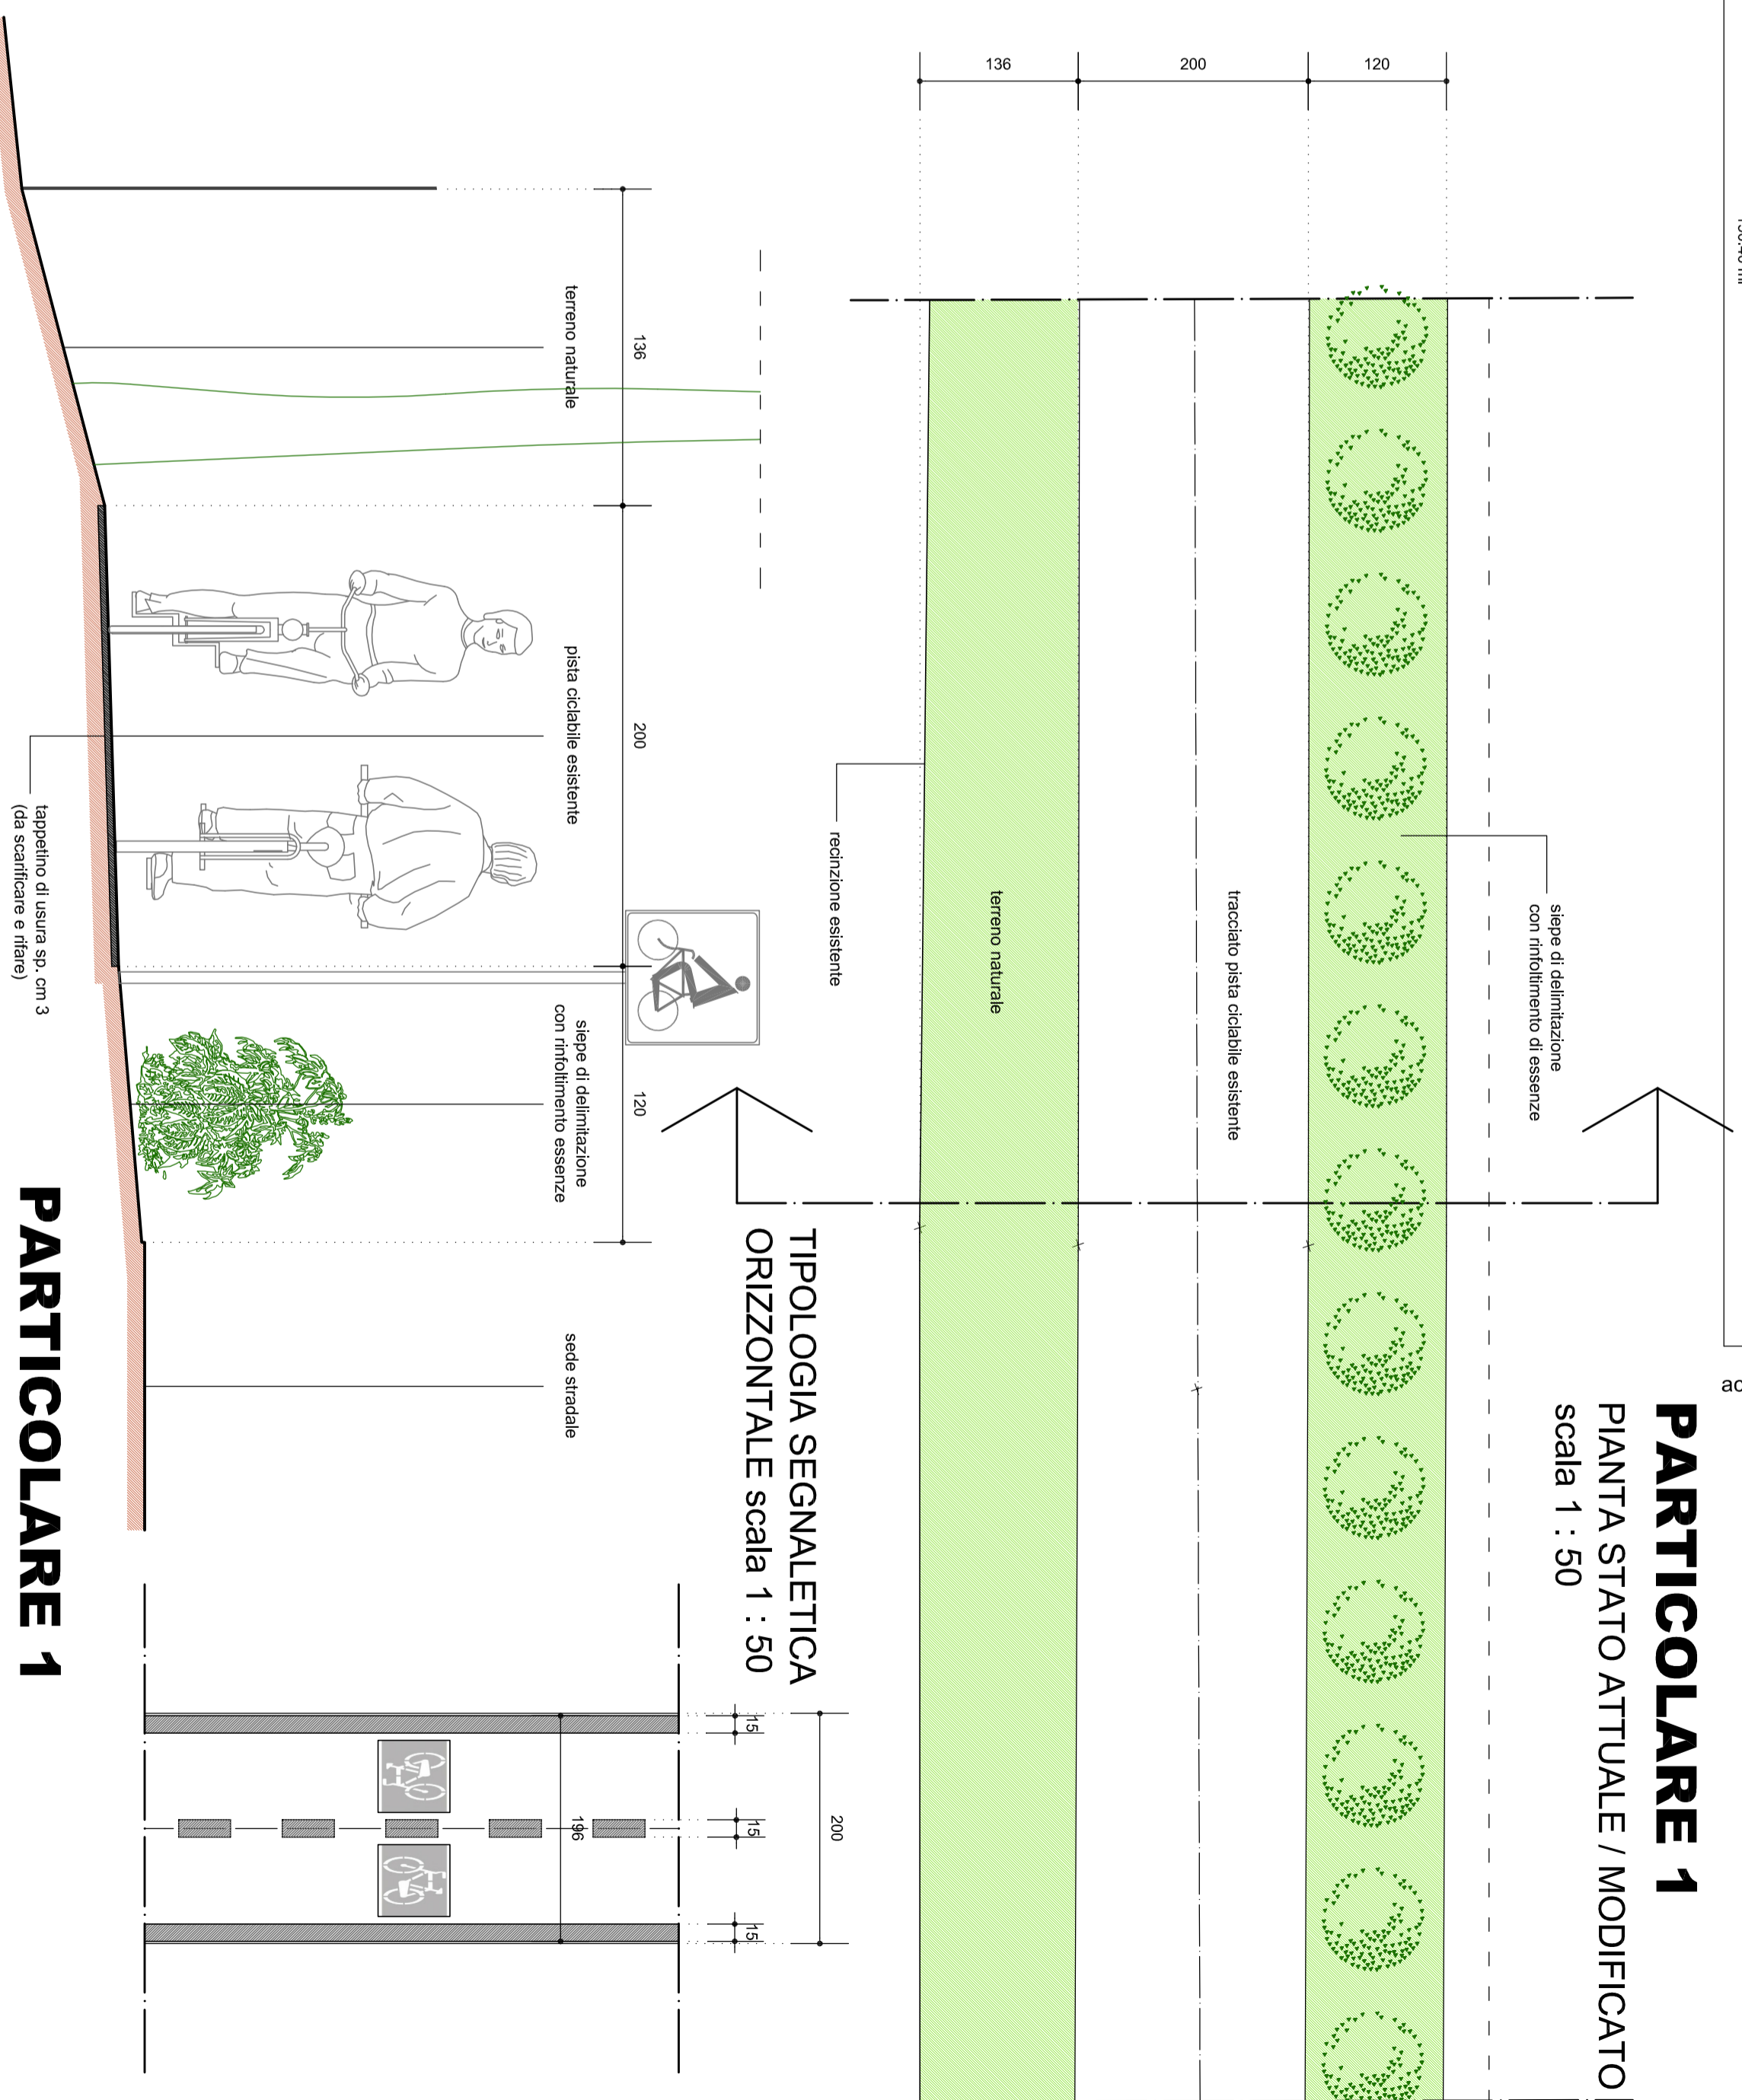 PARTICOLARE 1
PIANTA STATO ATTUALE / MODIFICATO
scala 1 : 50
136
200
120
siepe di delimitazione
con rinfoltimento di essenze
tracciato pista ciclabile esistente
terreno naturale
recinzione esistente
TIPOLOGIA SEGNALETICA
ORIZZONTALE scala 1 : 50
200
15
15
15
196
136
200
120
terreno naturale
pista ciclabile esistente
siepe di delimitazione
con rinfoltimento essenze
sede stradale
tappetino di usura sp. cm 3
(da scarificare e rifare)
PARTICOLARE 1